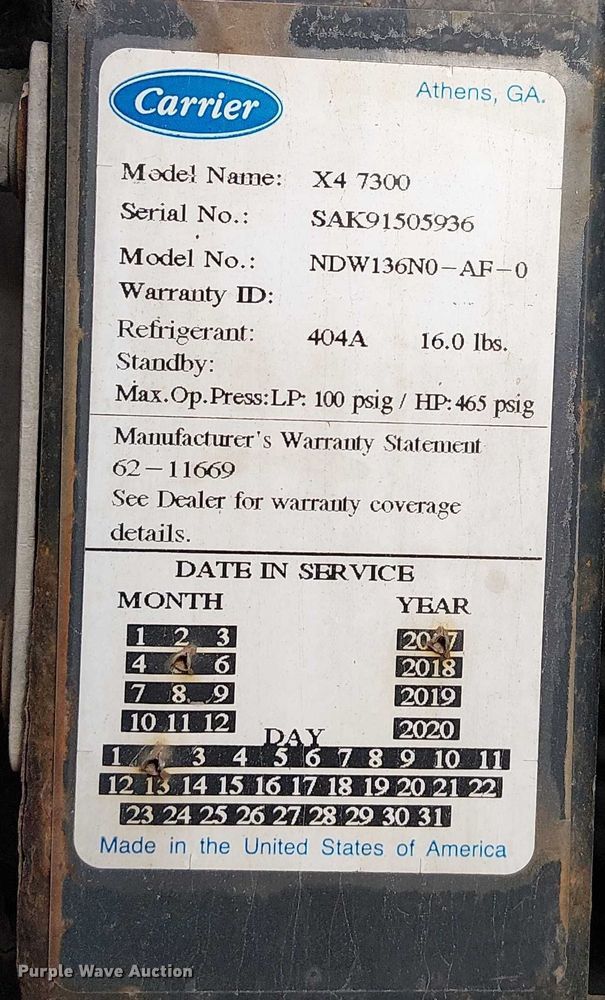 Carrier
Athens, GA.
Model Name: X4 7300
Serial No.: SAK91505936
Model No.: NDW136N0-AF-0
Warranty ID:
Refrigerant: 404A 16.0 lbs.
Standby:
Max.Op.Press:LP: 100 psig / HP:465 psig
Manufacturer's Warranty Statement
62-11669
See Dealer for warranty coverage
details.
DATE IN SERVICE
MONTH YEAR
1 2 3 2017
4 6 2018
7 8 9 2019
10 11 12 2020
DAY
1 3 4 5 6 7 8 9 10 11
12 13 14 15 16 17 18 19 20 21 22
23 24 25 26 27 28 29 30 31
Made in the United States of America
Purple Wave Auction